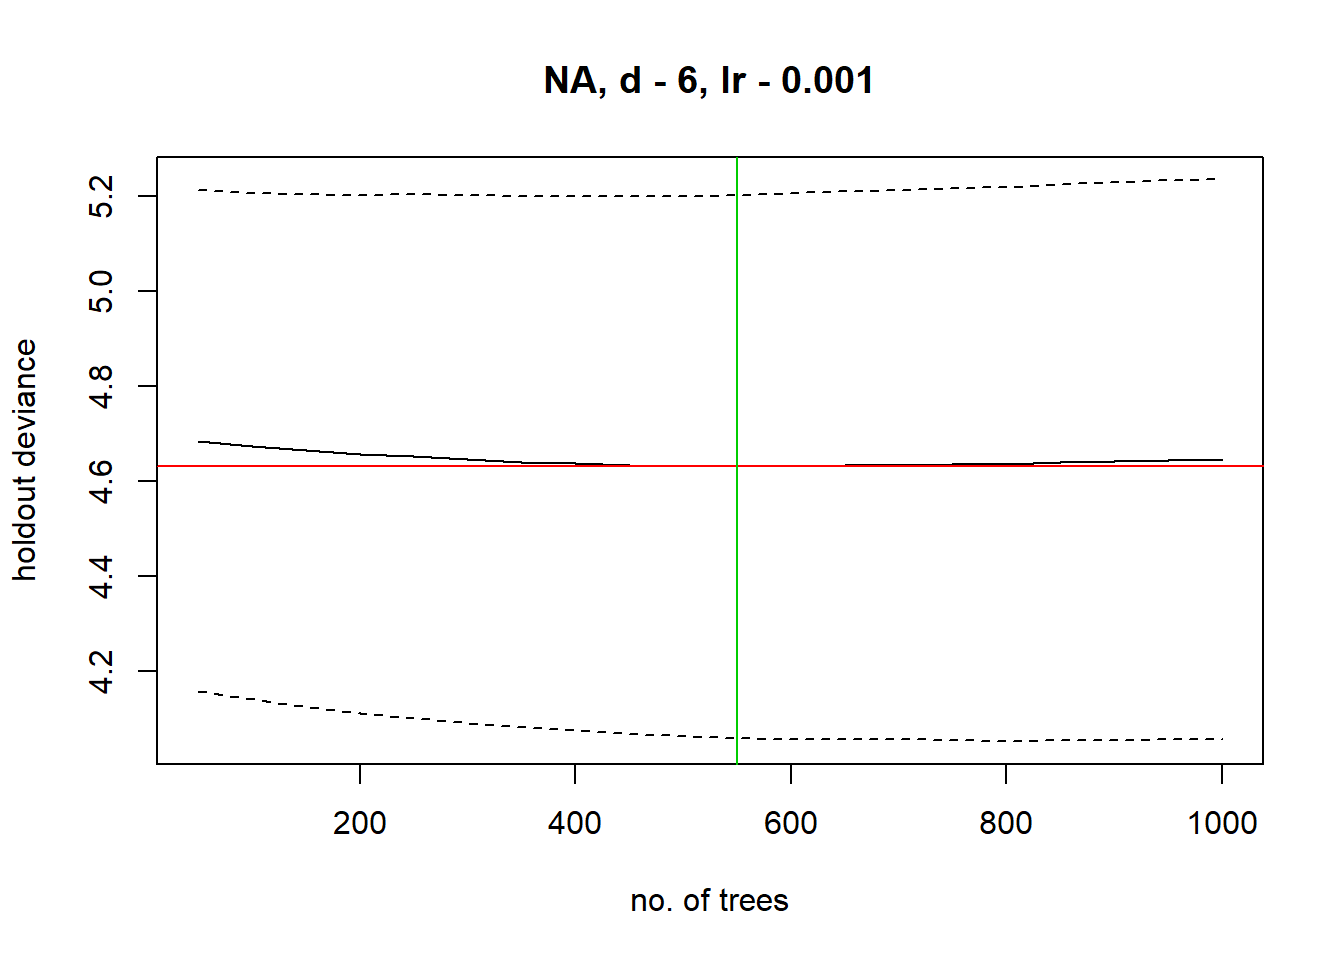 NA, d - 6, lr - 0.001
holdout deviance
5.2
5.0
4.8
4.6
4.4
4.2
200 400 600 800 1000
no. of trees